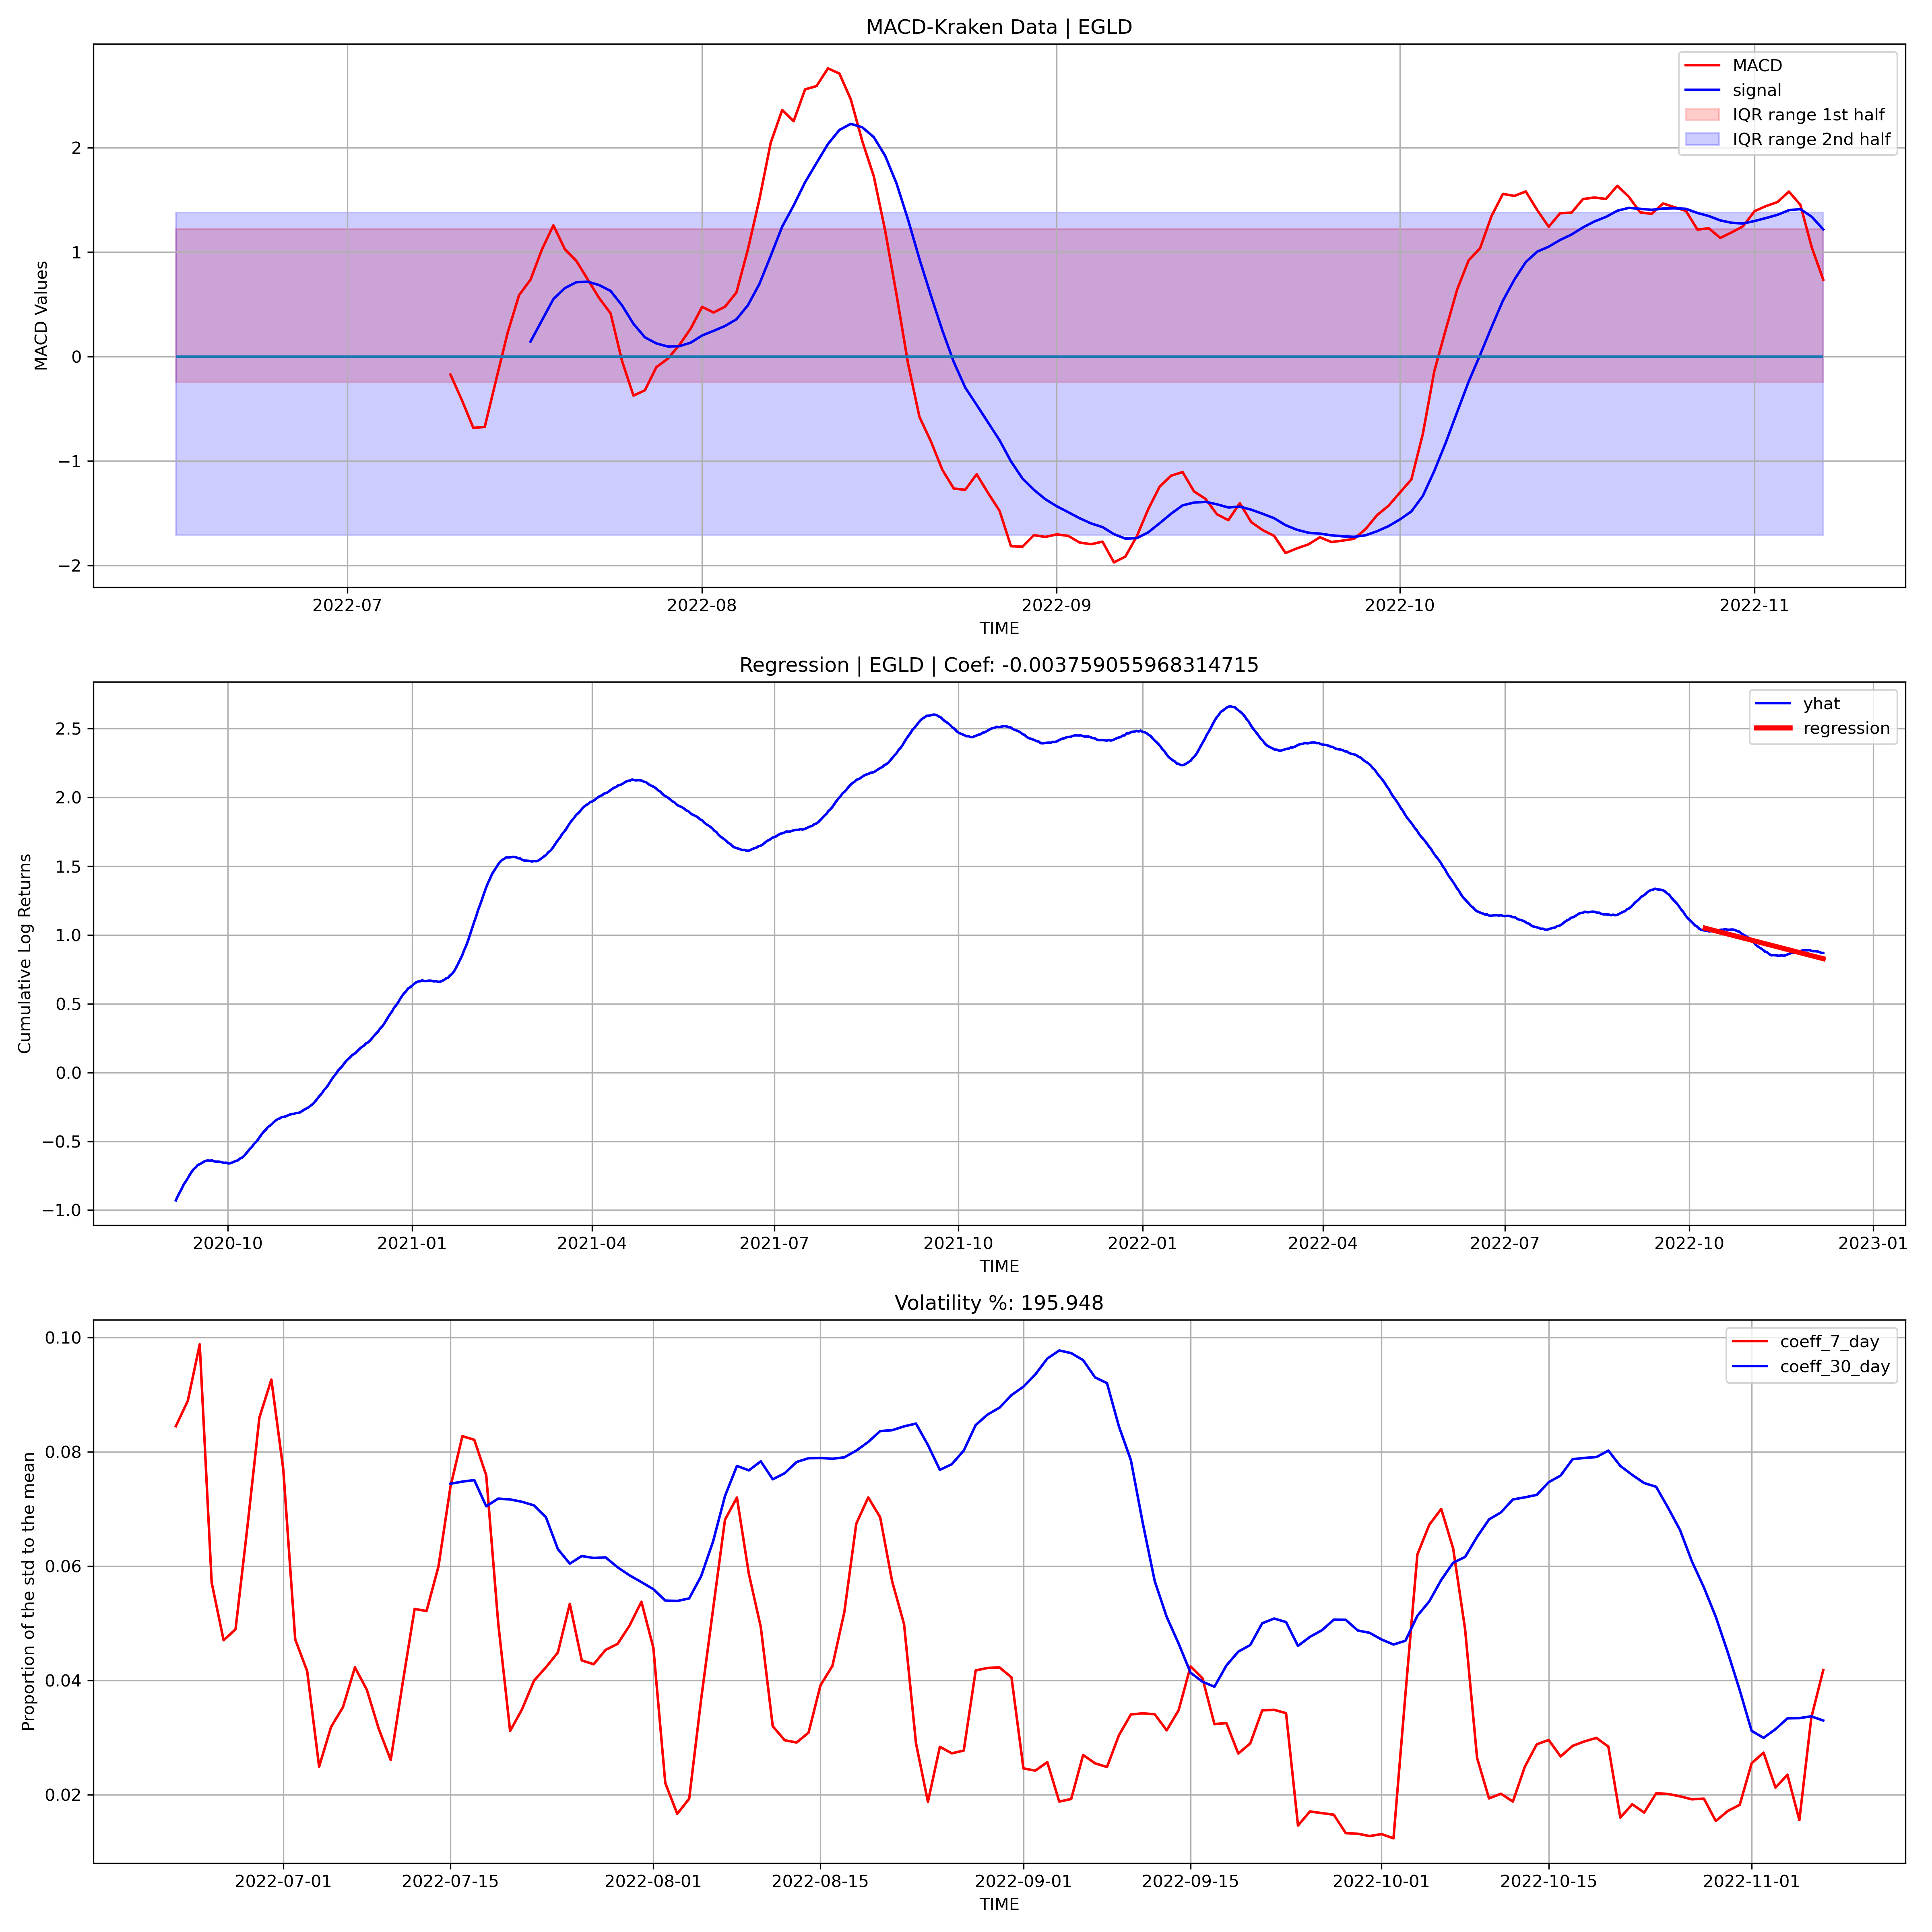 MACD-Kraken Data | EGLD
MACD
signal
IQR range 1st half
IQR range 2nd half
MACD Values
2
1
0
−1
−2
2022-07
2022-08
2022-09
2022-10
2022-11
TIME
Regression | EGLD | Coef: -0.003759055968314715
yhat
regression
Cumulative Log Returns
2.5
2.0
1.5
1.0
0.5
0.0
−0.5
−1.0
2020-10
2021-01
2021-04
2021-07
2021-10
2022-01
2022-04
2022-07
2022-10
2023-01
TIME
Volatility %: 195.948
coeff_7_day
coeff_30_day
Proportion of the std to the mean
0.10
0.08
0.06
0.04
0.02
2022-07-01
2022-07-15
2022-08-01
2022-08-15
2022-09-01
2022-09-15
2022-10-01
2022-10-15
2022-11-01
TIME